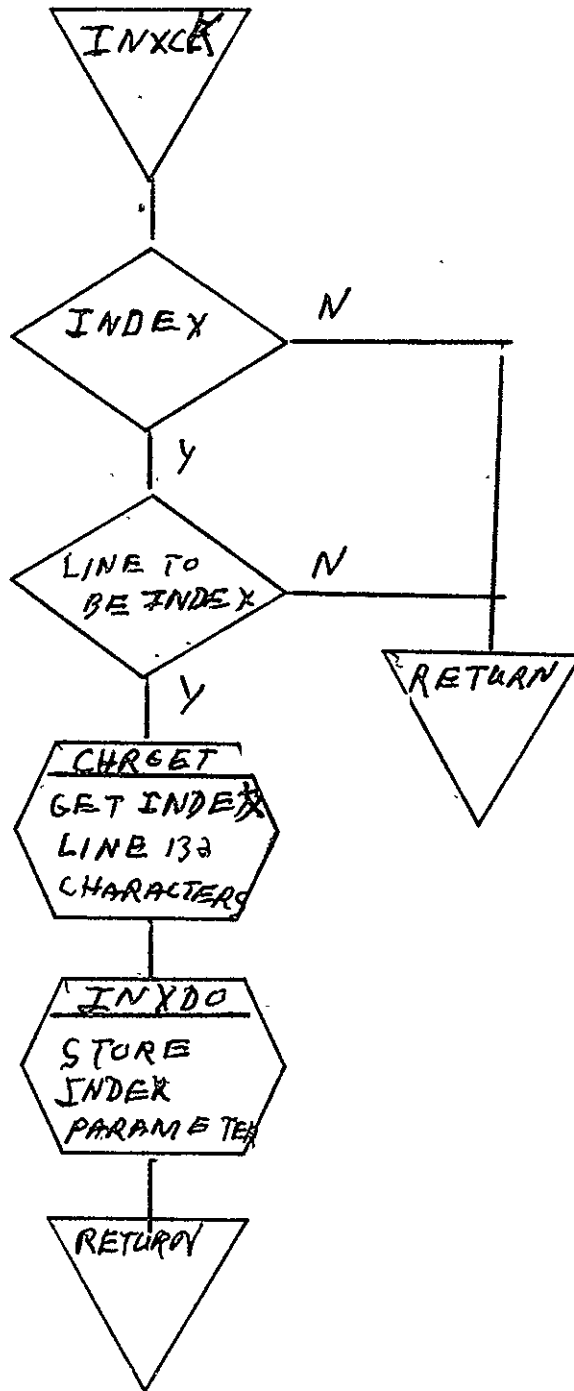 INXCK
INDEX
N
Y
LINE TO
BE INDEX
N
Y
RETURN
CHRGET
GET INDEX
LINE 132
CHARACTERS
INXDO
STORE
INDEX
PARAMETER
RETURN